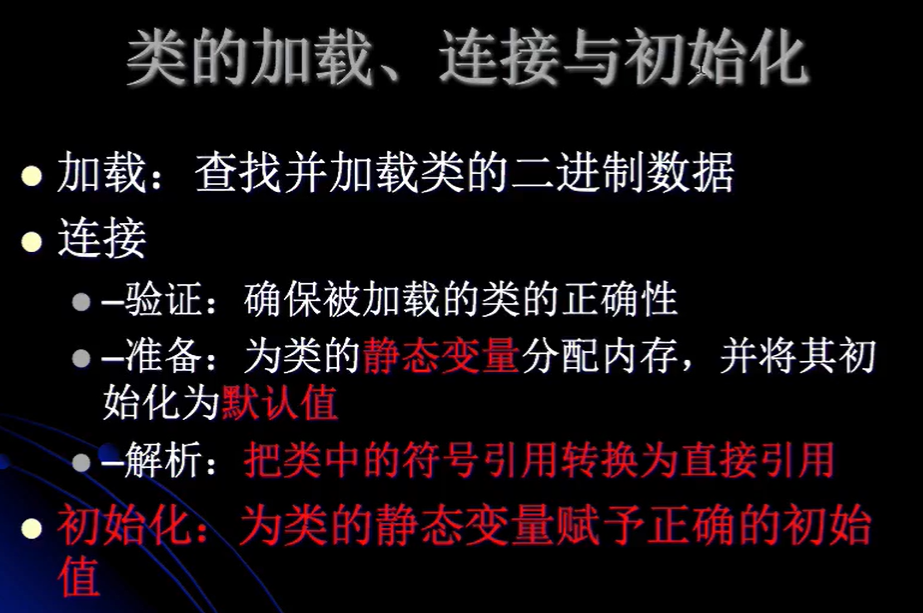 类的加载、连接与初始化
加载：查找并加载类的二进制数据
连接
–验证：确保被加载的类的正确性
–准备：为类的静态变量分配内存，并将其初
始化为默认值
–解析：把类中的符号引用转换为直接引用
初始化：为类的静态变量赋予正确的初始
值